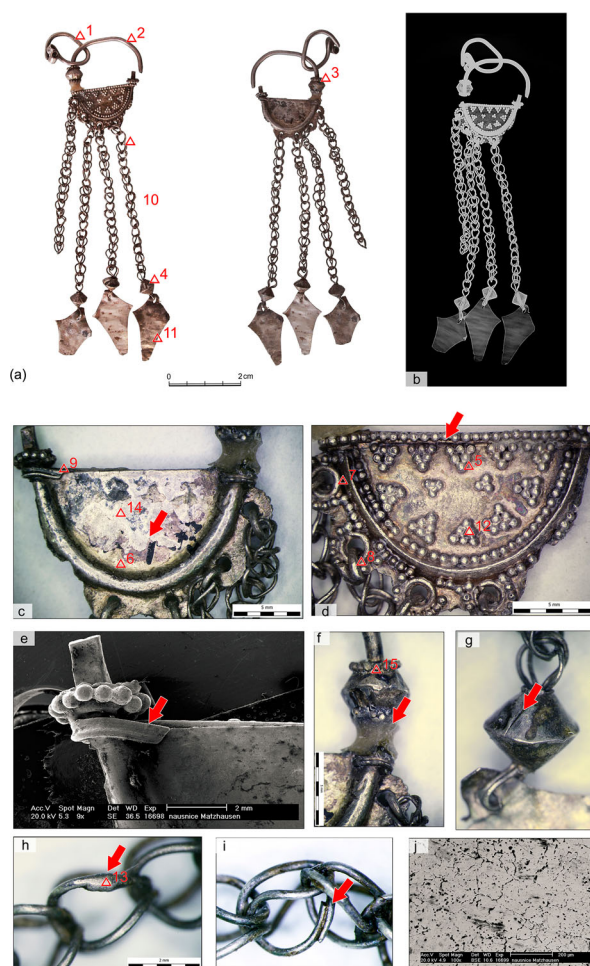 1
2
3
10
4
11
(a)
0
2cm
b
9
14
6
c
5 mm
5
7
12
8
d
5 mm
e
Acc.V Spot Magn Det WD Exp
20.0 kV 5.3 9x SE 36.5 16698 nausnice Matzhausen
2 mm
f
15
g
h
13
2 mm
i
j
Acc.V Spot Magn Det WD Exp
20.0 kV 4.9 100x BSE 10.6 16699 nausnice Matzhausen
200 µm